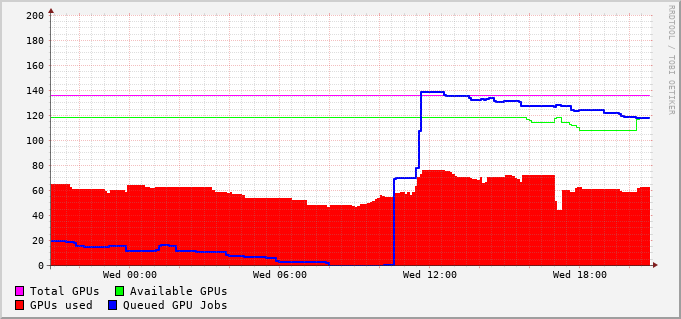 200
180
160
140
120
100
80
60
40
20
0
Wed 00:00 Wed 06:00 Wed 12:00 Wed 18:00
Total GPUs Available GPUs
GPUs used Queued GPU Jobs
RRDTOOL / TOBI OETIKER